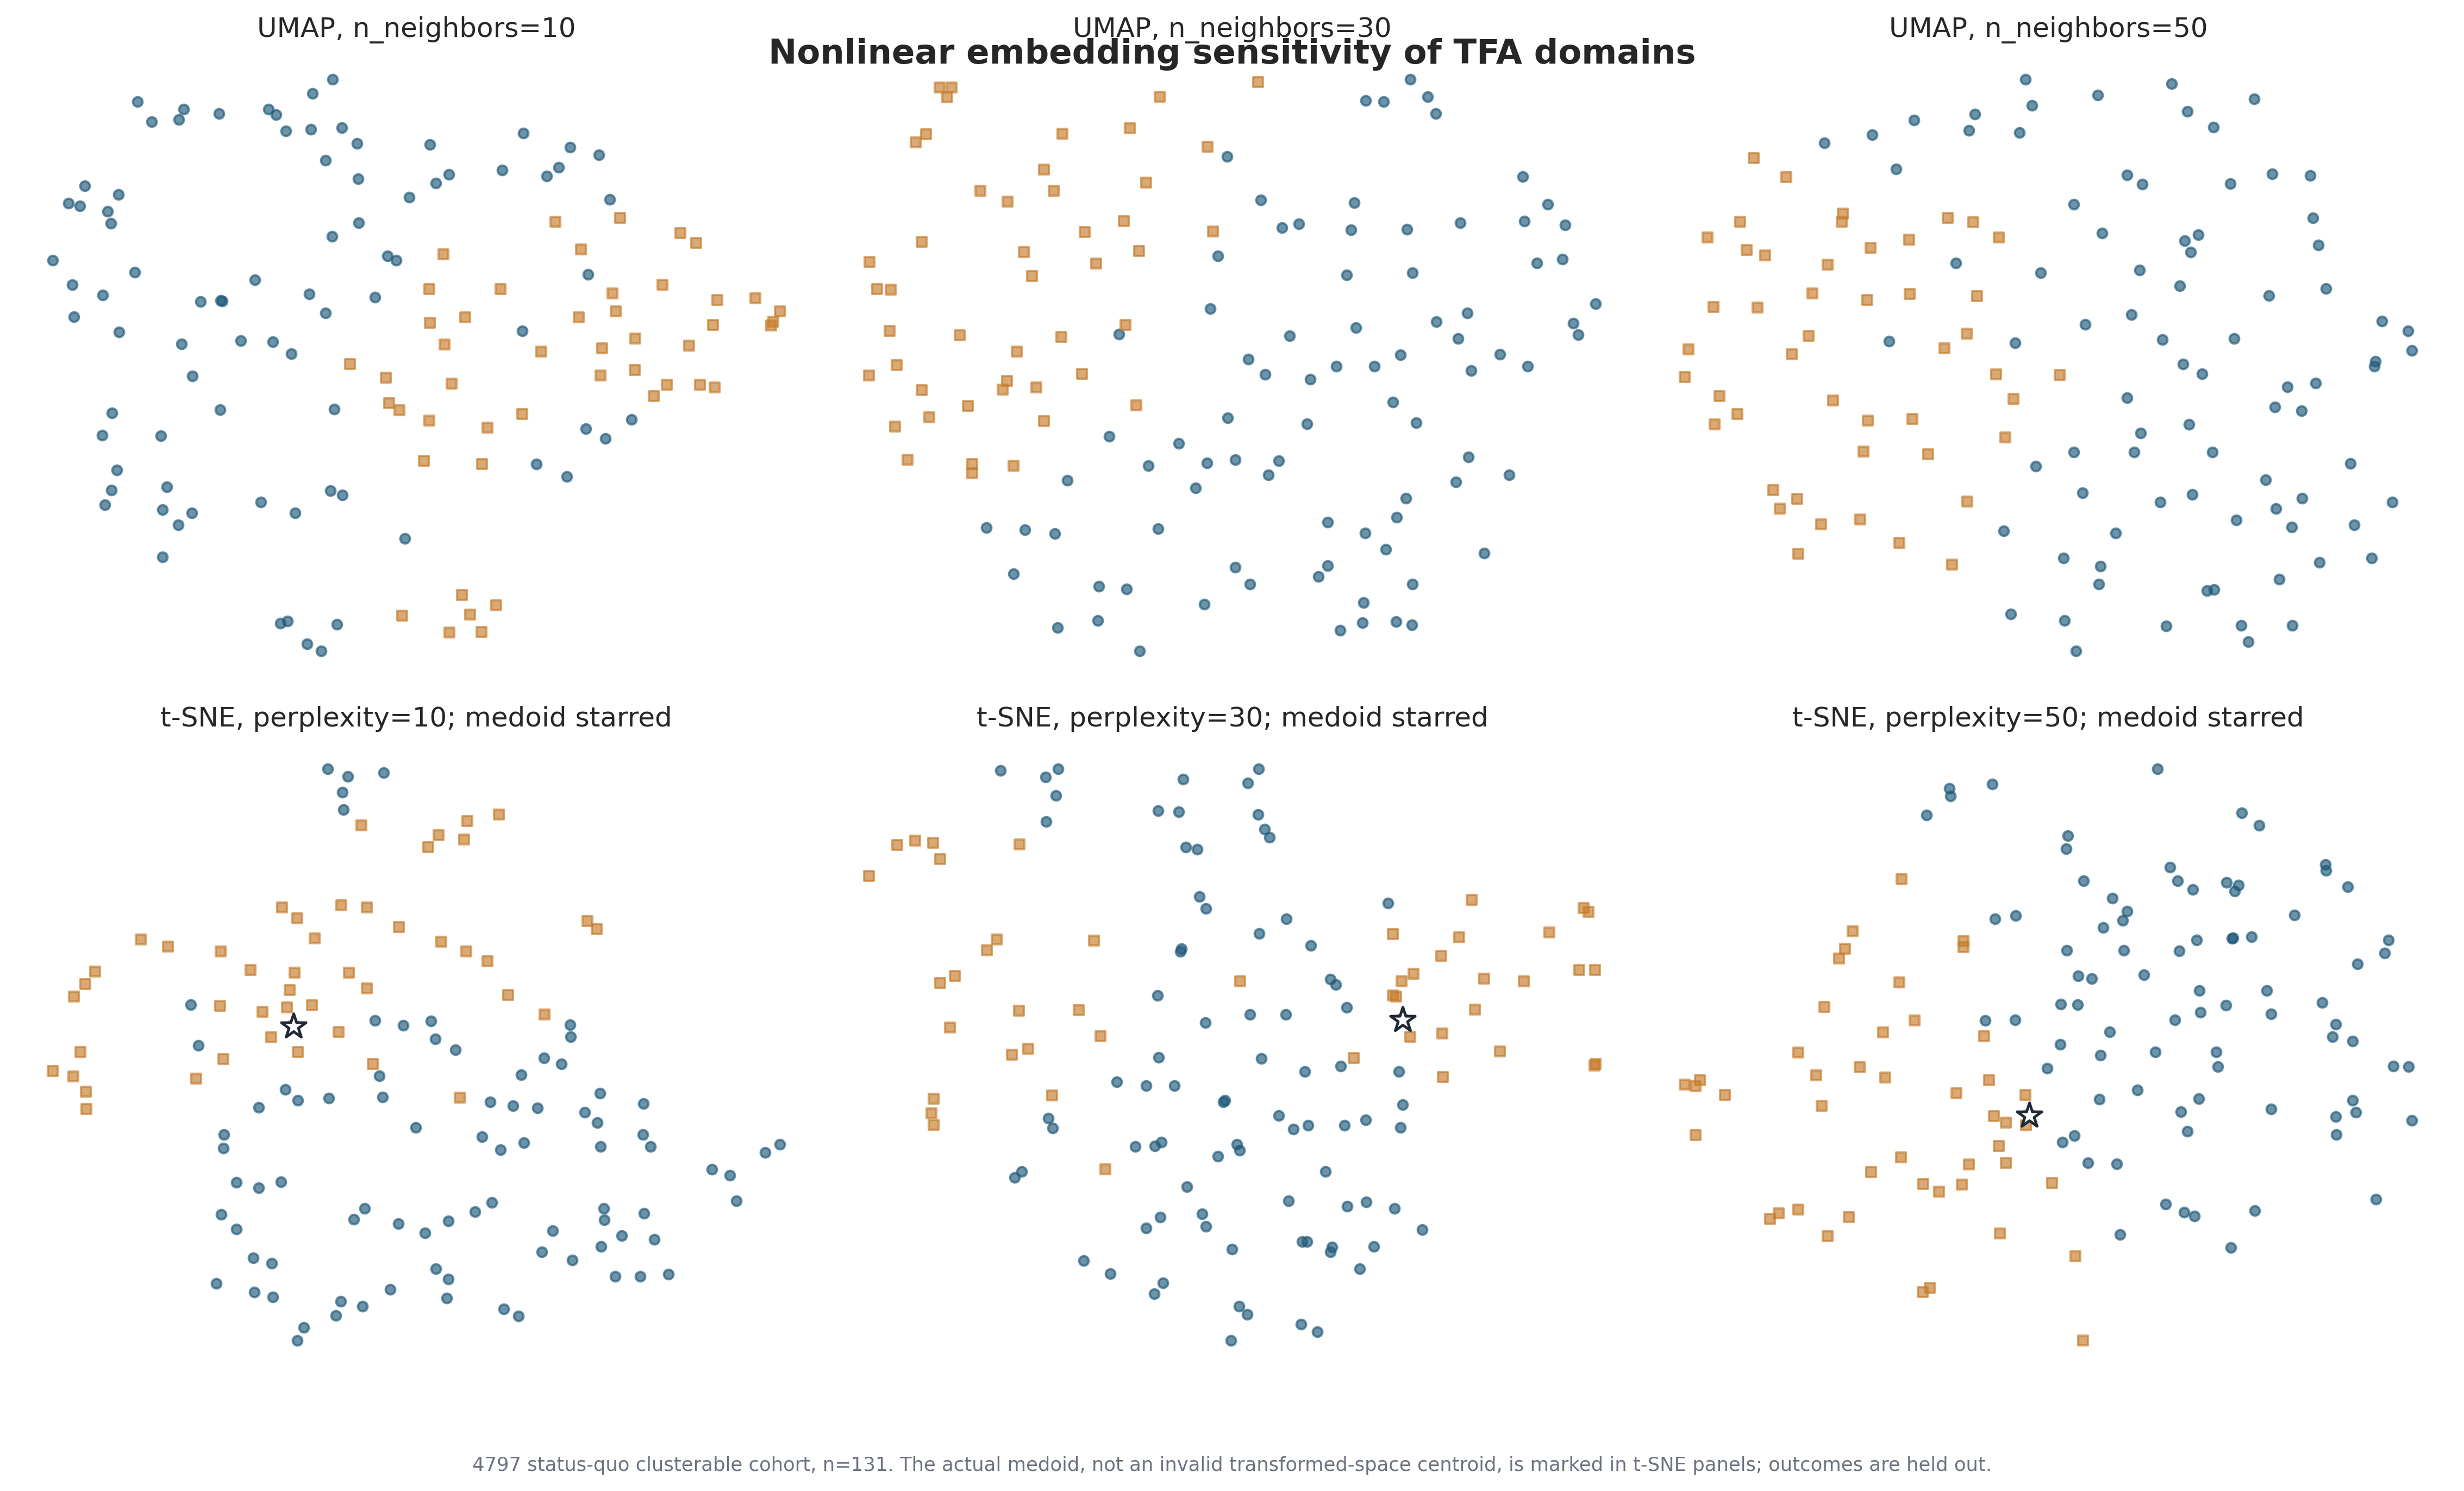 UMAP, n_neighbors=10
UMAP, n_neighbors=30
UMAP, n_neighbors=50
Nonlinear embedding sensitivity of TFA domains
t-SNE, perplexity=10; medoid starred
t-SNE, perplexity=30; medoid starred
t-SNE, perplexity=50; medoid starred
4797 status-quo clusterable cohort, n=131. The actual medoid, not an invalid transformed-space centroid, is marked in t-SNE panels; outcomes are held out.